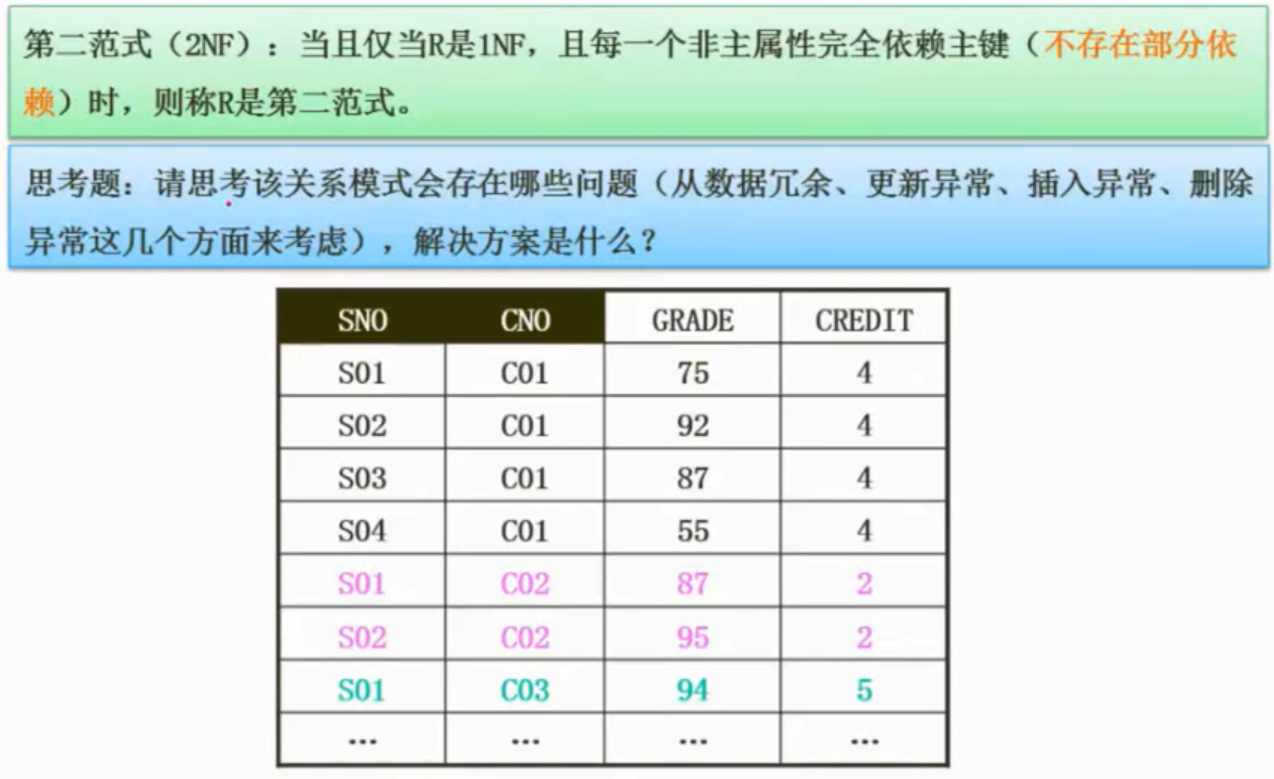 第二范式（2NF）：当且仅当R是1NF，且每一个非主属性完全依赖主键（不存在部分依
赖）时，则称R是第二范式。
思考题：请思考该关系模式会存在哪些问题（从数据冗余、更新异常、插入异常、删除
异常这几个方面来考虑），解决方案是什么？
SNO CNO GRADE CREDIT
S01 C01 75 4
S02 C01 92 4
S03 C01 87 4
S04 C01 55 4
S01 C02 87 2
S02 C02 95 2
S01 C03 94 5
… … … …